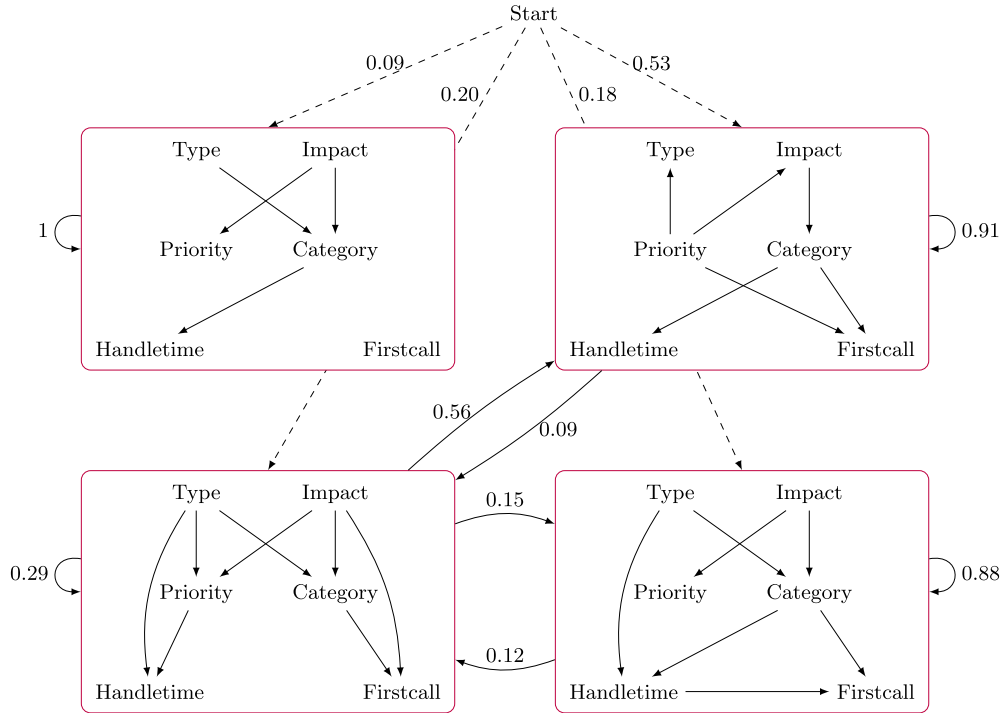 Start
0.09
0.53
0.20
0.18
Type
Impact
Type
Impact
1
0.91
Priority
Category
Priority
Category
Handletime
Firstcall
Handletime
Firstcall
0.56
0.09
Type
Impact
0.15
Type
Impact
0.29
0.88
Priority
Category
Priority
Category
0.12
Handletime
Firstcall
Handletime
Firstcall